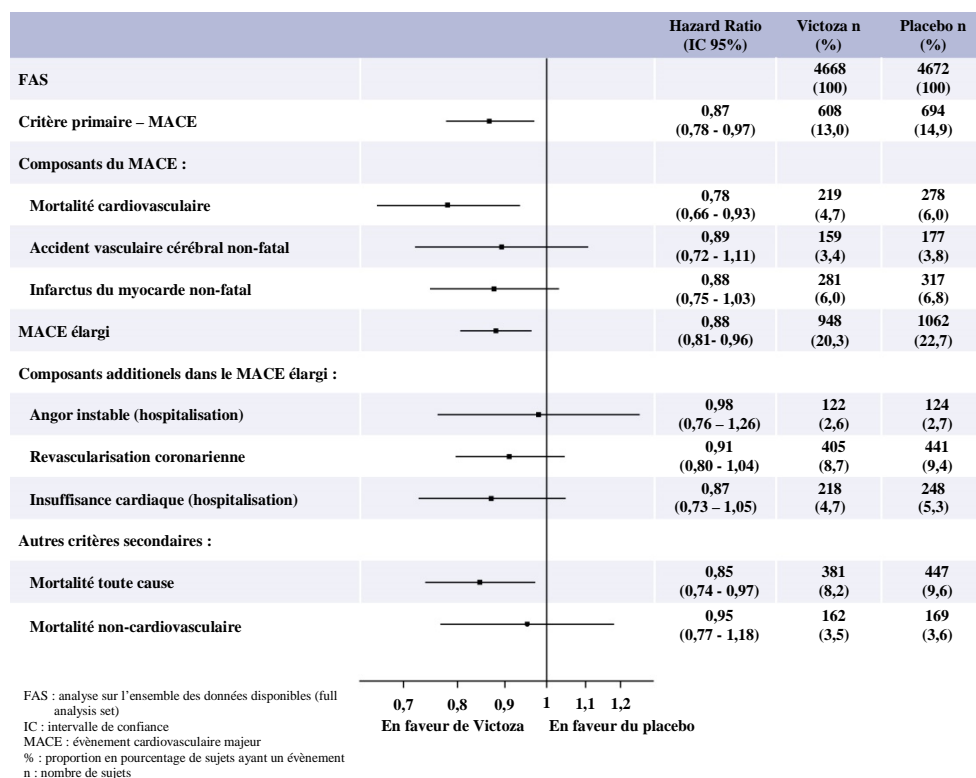 Hazard Ratio Victoza n Placebo n
(IC 95%) (%) (%)
FAS 4668 4672
(100) (100)
Critère primaire – MACE 0,87 608 694
(0,78 - 0,97) (13,0) (14,9)
Composants du MACE :
Mortalité cardiovasculaire 0,78 219 278
(0,66 - 0,93) (4,7) (6,0)
Accident vasculaire cérébral non-fatal 0,89 159 177
(0,72 - 1,11) (3,4) (3,8)
Infarctus du myocarde non-fatal 0,88 281 317
(0,75 - 1,03) (6,0) (6,8)
MACE élargi 0,88 948 1062
(0,81- 0,96) (20,3) (22,7)
Composants additionels dans le MACE élargi :
Angor instable (hospitalisation) 0,98 122 124
(0,76 – 1,26) (2,6) (2,7)
Revascularisation coronarienne 0,91 405 441
(0,80 - 1,04) (8,7) (9,4)
Insuffisance cardiaque (hospitalisation) 0,87 218 248
(0,73 – 1,05) (4,7) (5,3)
Autres critères secondaires :
Mortalité toute cause 0,85 381 447
(0,74 - 0,97) (8,2) (9,6)
Mortalité non-cardiovasculaire 0,95 162 169
(0,77 - 1,18) (3,5) (3,6)
0,7 0,8 0,9 1 1,1 1,2
En faveur de Victoza En faveur du placebo
FAS : analyse sur l’ensemble des données disponibles (full
analysis set)
IC : intervalle de confiance
MACE : évènement cardiovasculaire majeur
% : proportion en pourcentage de sujets ayant un évènement
n : nombre de sujets